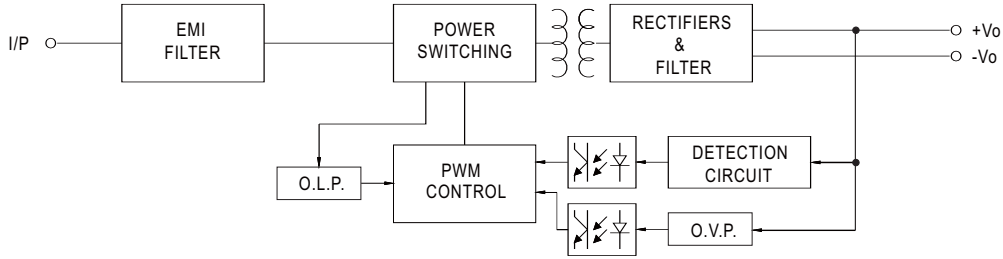 I/P
EMI
FILTER
POWER
SWITCHING
RECTIFIERS
&
FILTER
+Vo
-Vo
O.L.P.
PWM
CONTROL
DETECTION
CIRCUIT
O.V.P.